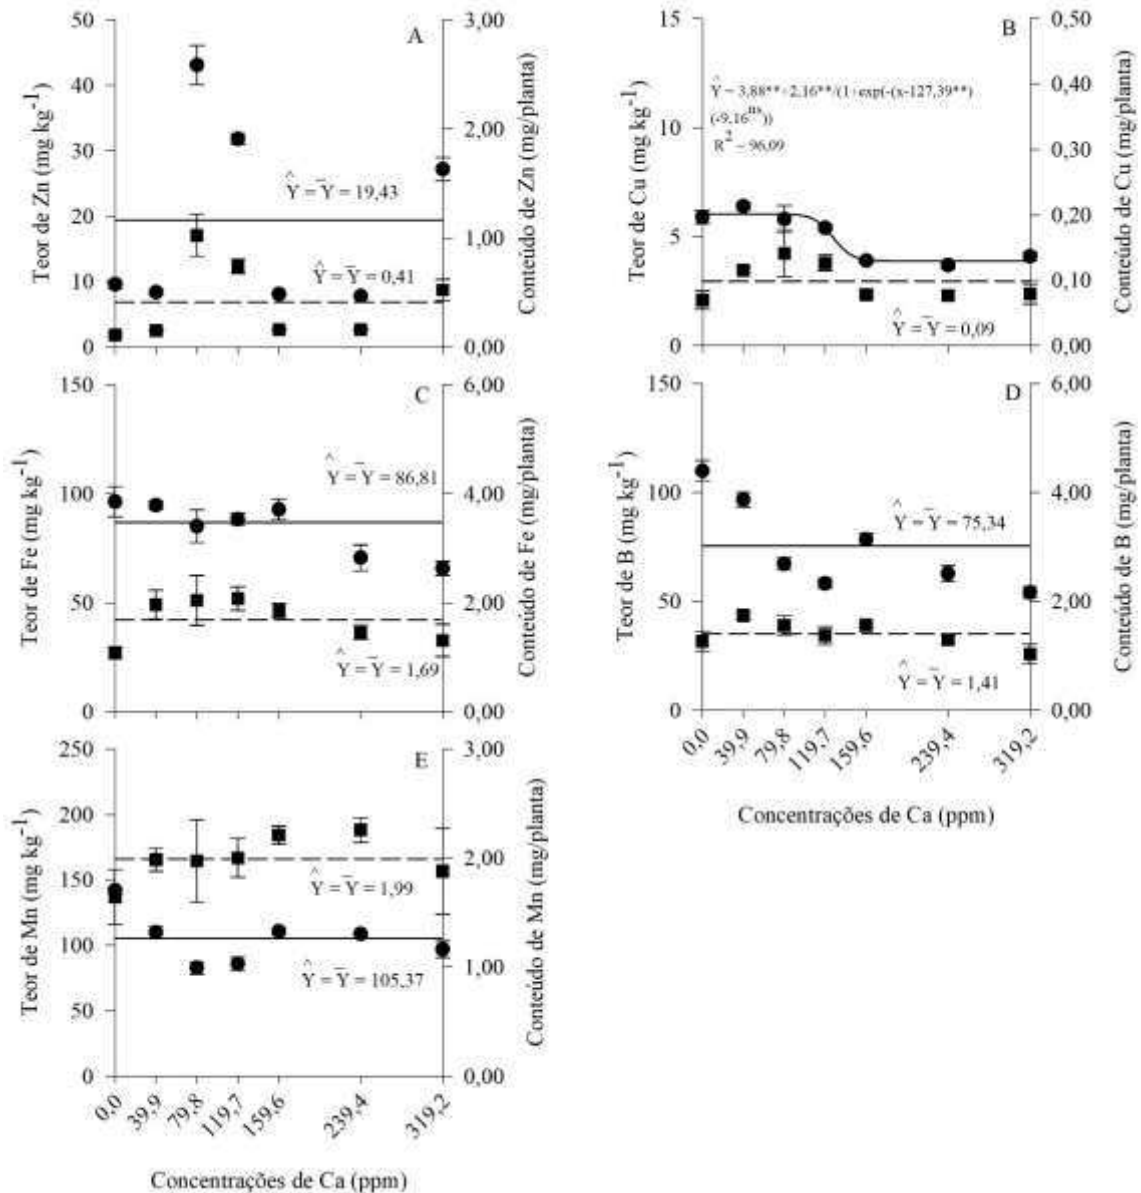 A
Teor de Zn (mg kg-1)
50
40
30
20
10
0
Ŷ = Ȳ = 19,43
Ŷ = Ȳ = 0,41
3,00
2,00
1,00
0,00
Conteúdo de Zn (mg/planta)
B
Teor de Cu (mg kg-1)
15
10
5
0
Ŷ = 3,88**+2,16**/(1+exp(-(x-127,39**)
(-9,16ns))
R2 = 96,09
Ŷ = Ȳ = 0,09
0,50
0,40
0,30
0,20
0,10
0,00
Conteúdo de Cu (mg/planta)
C
Teor de Fe (mg kg-1)
150
100
50
0
Ŷ = Ȳ = 86,81
Ŷ = Ȳ = 1,69
6,00
4,00
2,00
0,00
Conteúdo de Fe (mg/planta)
D
Teor de B (mg kg-1)
150
100
50
0
Ŷ = Ȳ = 75,34
Ŷ = Ȳ = 1,41
6,00
4,00
2,00
0,00
Conteúdo de B (mg/planta)
0,0 39,9 79,8 119,7 159,6 239,4 319,2
Concentrações de Ca (ppm)
E
Teor de Mn (mg kg-1)
250
200
150
100
50
0
Ŷ = Ȳ = 1,99
Ŷ = Ȳ = 105,37
3,00
2,00
1,00
0,00
Conteúdo de Mn (mg/planta)
0,0 39,9 79,8 119,7 159,6 239,4 319,2
Concentrações de Ca (ppm)